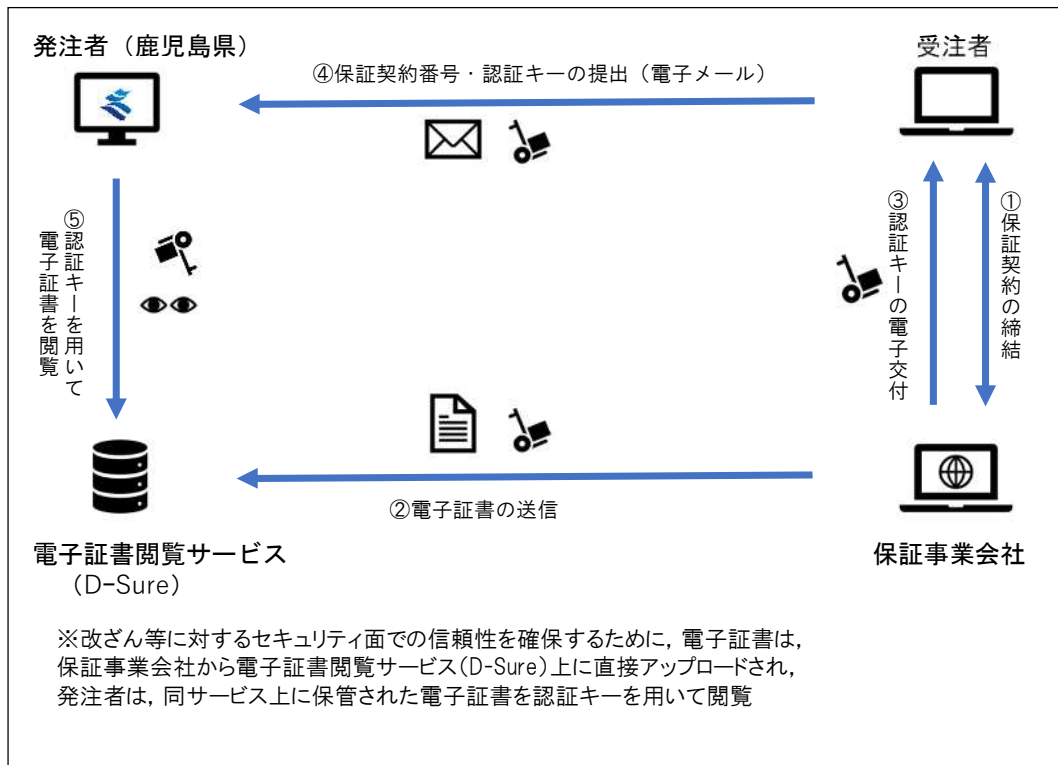 発注者（鹿児島県）
受注者
④保証契約番号・認証キーの提出（電子メール）
⑤認証キーを用いて
電子証書を閲覧
③認証キーの電子交付
①保証契約の締結
②電子証書の送信
電子証書閲覧サービス
（D-Sure）
保証事業会社
※改ざん等に対するセキュリティ面での信頼性を確保するために，電子証書は，
保証事業会社から電子証書閲覧サービス（D-Sure）上に直接アップロードされ，
発注者は，同サービス上に保管された電子証書を認証キーを用いて閲覧